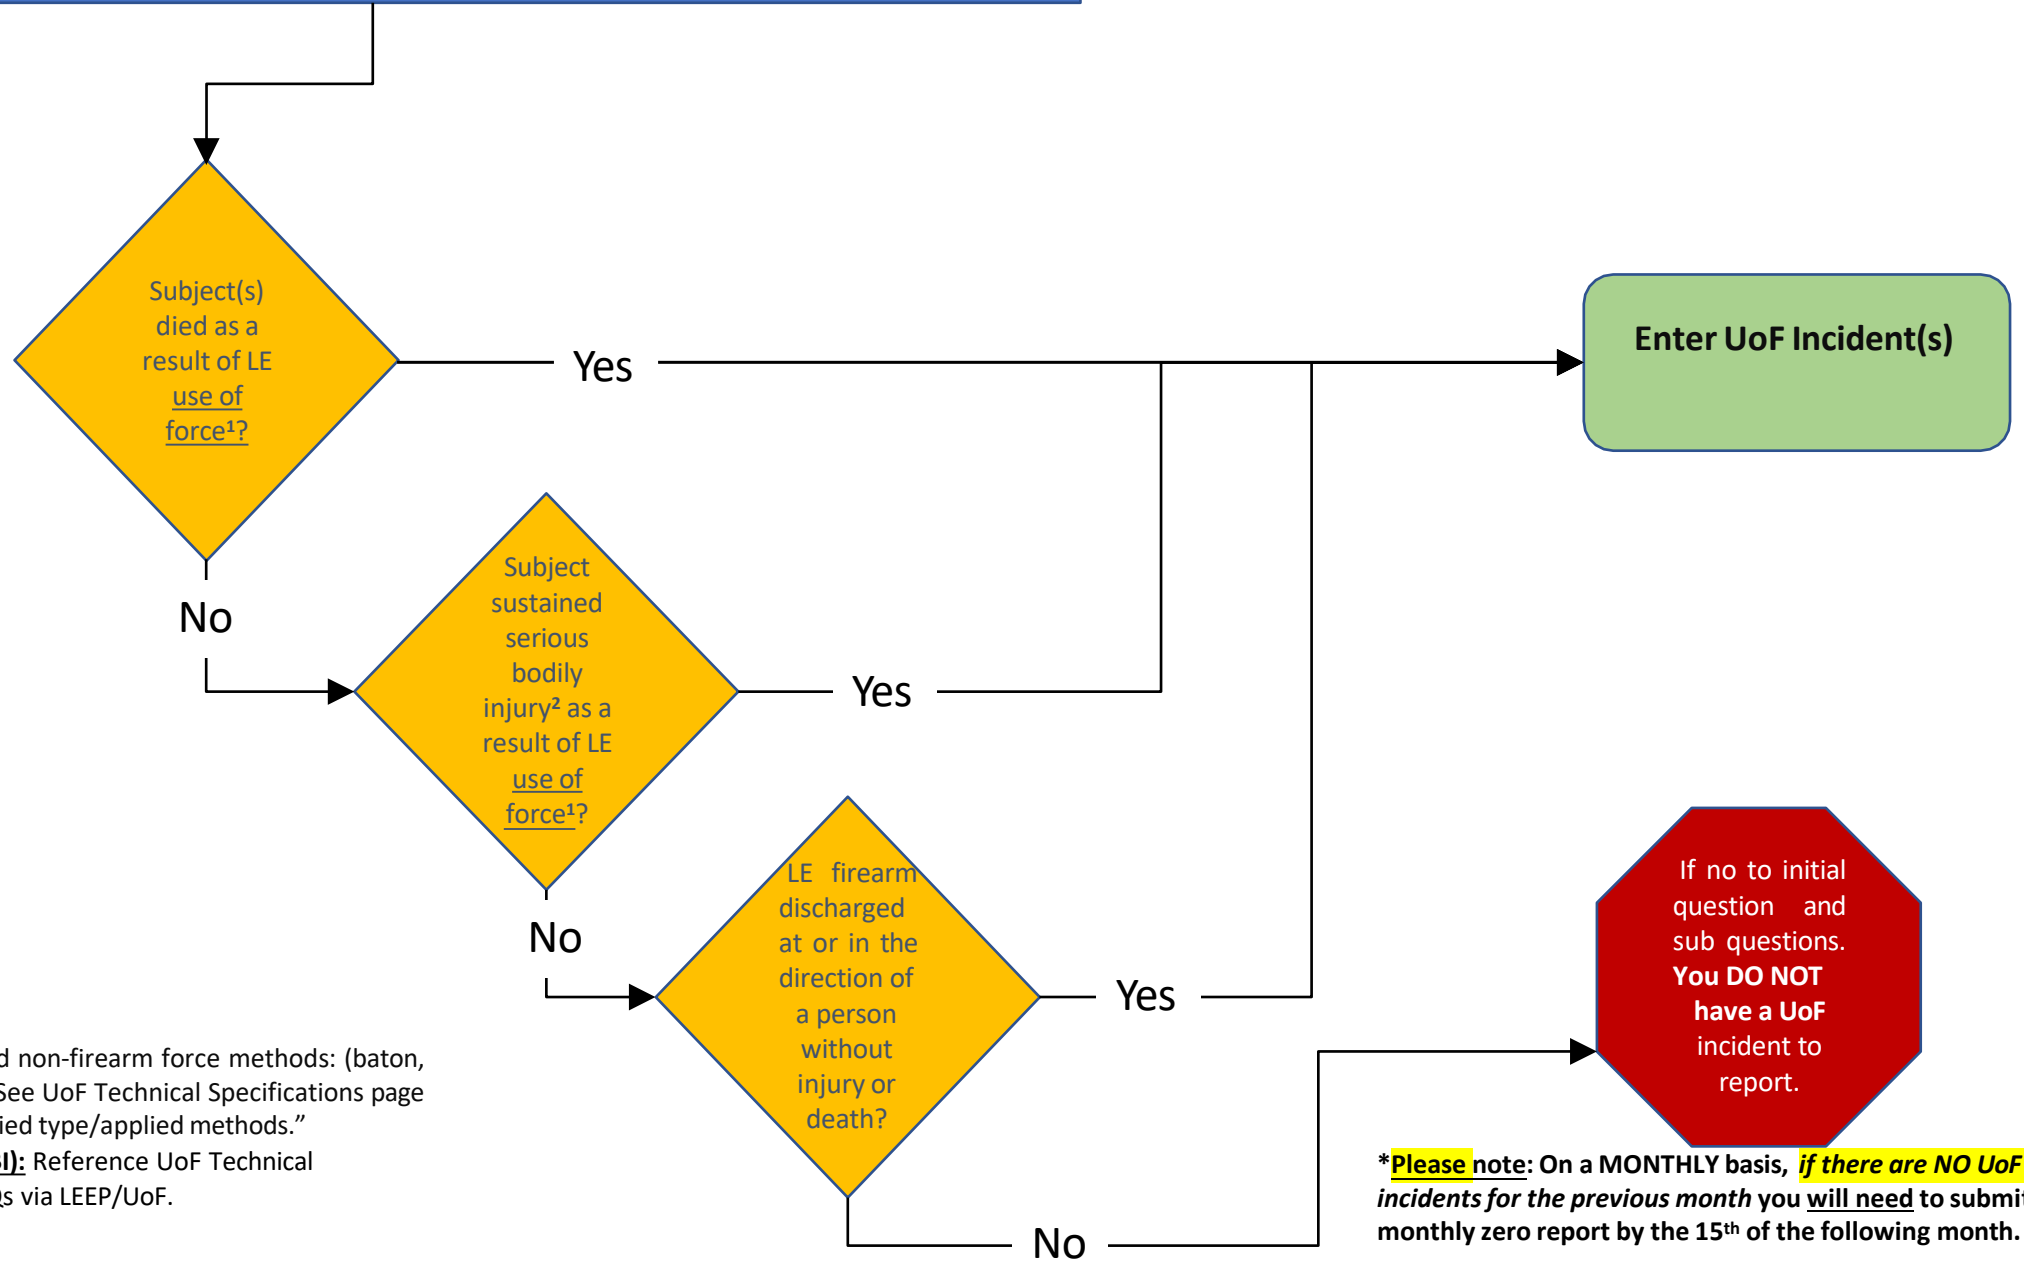 Subject(s)
died as a
result of LE
use of
force¹?
Yes
Enter UoF Incident(s)
No
Subject
sustained
serious
bodily
injury² as a
result of LE
use of
force¹?
Yes
No
LE firearm
discharged
at or in the
direction of
a person
without
injury or
death?
Yes
No
If no to initial
question and
sub questions.
You DO NOT
have a UoF
incident to
report.
non-firearm force methods: (baton,
See UoF Technical Specifications page
type/applied methods.”
Reference UoF Technical
via LEEP/UoF.
*Please note: On a MONTHLY basis, if there are NO UoF
incidents for the previous month you will need to submit
monthly zero report by the 15th of the following month.